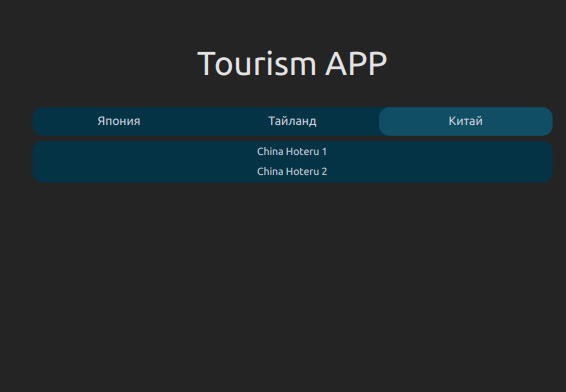 Tourism APP
Япония Тайланд Китай
China Hoteru 1
China Hoteru 2